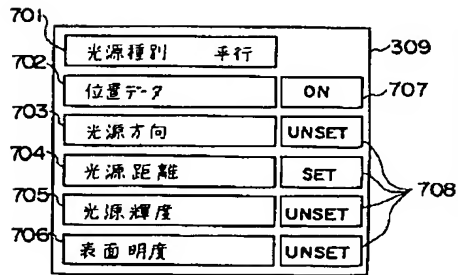 701
光源種別 平行
309
702
位置データ ON
707
703
光源方向 UNSET
704
光源距離 SET
708
705
光源輝度 UNSET
706
表面明度 UNSET